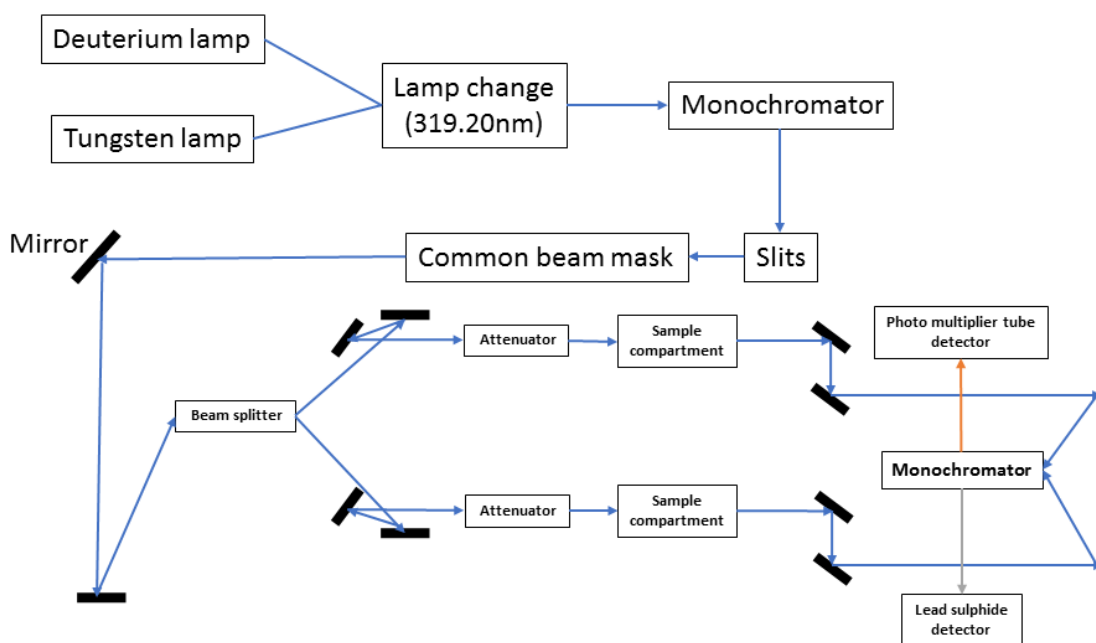 Deuterium lamp
Tungsten lamp
Lamp change
(319.20nm)
Monochromator
Mirror
Common beam mask
Slits
Attenuator
Sample
compartment
Photo multiplier tube
detector
Beam splitter
Monochromator
Attenuator
Sample
compartment
Lead sulphide
detector